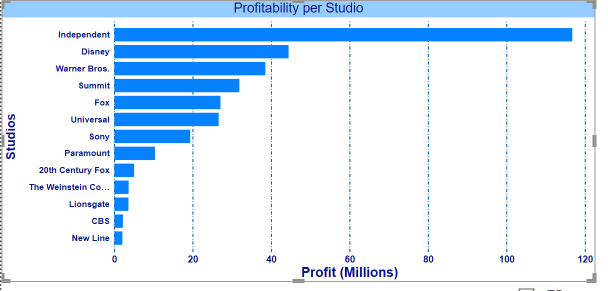 Profitability per Studio
Independent
Disney
Warner Bros.
Summit
Fox
Universal
Sony
Paramount
20th Century Fox
The Weinstein Co...
Lionsgate
CBS
New Line
Studios
0 20 40 60 80 100 120
Profit (Millions)